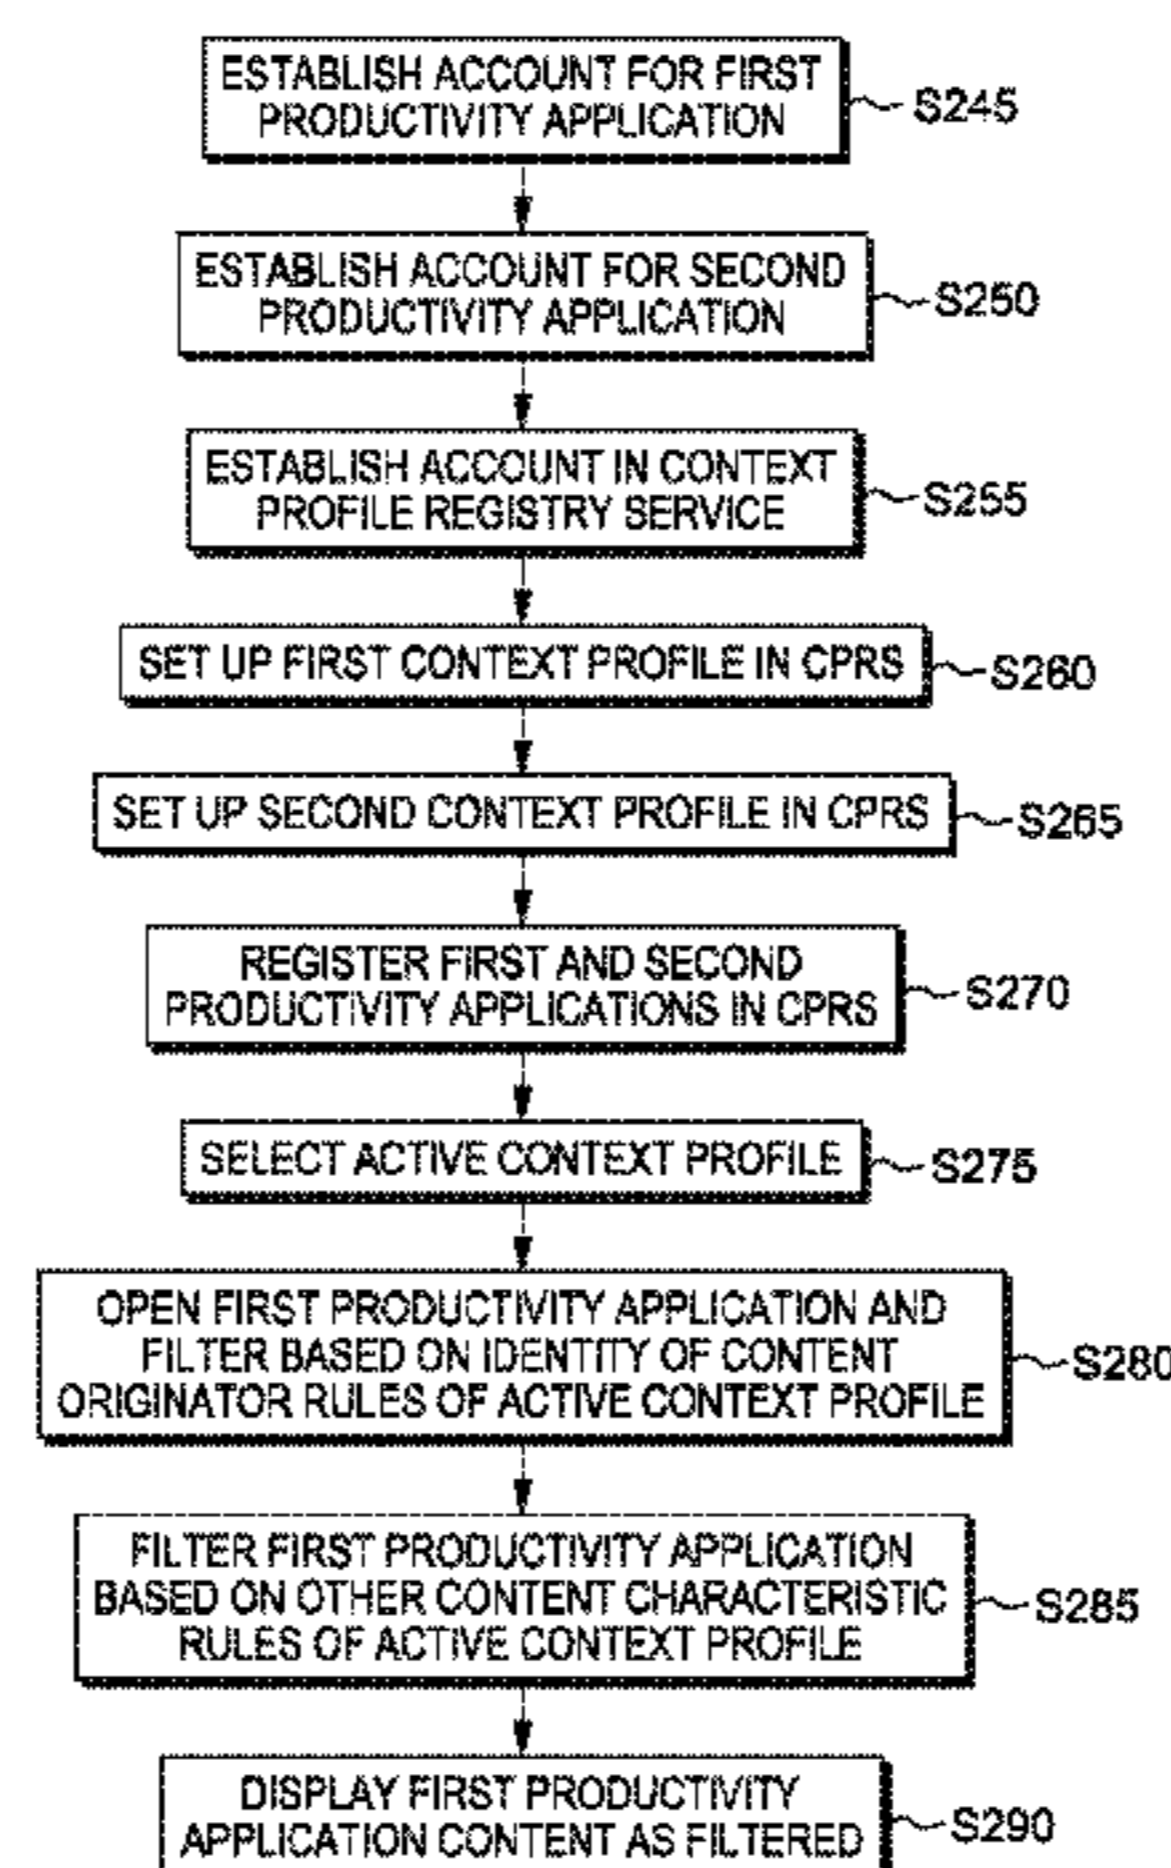 ESTABLISH ACCOUNT FOR FIRST
PRODUCTIVITY APPLICATION
S245
ESTABLISH ACCOUNT FOR SECOND
PRODUCTIVITY APPLICATION
S250
ESTABLISH ACCOUNT IN CONTEXT
PROFILE REGISTRY SERVICE
S255
SET UP FIRST CONTEXT PROFILE IN CPRS
S260
SET UP SECOND CONTEXT PROFILE IN CPRS
S265
REGISTER FIRST AND SECOND
PRODUCTIVITY APPLICATIONS IN CPRS
S270
SELECT ACTIVE CONTEXT PROFILE
S275
OPEN FIRST PRODUCTIVITY APPLICATION AND
FILTER BASED ON IDENTITY OF CONTENT
ORIGINATOR RULES OF ACTIVE CONTEXT PROFILE
S280
FILTER FIRST PRODUCTIVITY APPLICATION
BASED ON OTHER CONTENT CHARACTERISTIC
RULES OF ACTIVE CONTEXT PROFILE
S285
DISPLAY FIRST PRODUCTIVITY
APPLICATION CONTENT AS FILTERED
S290